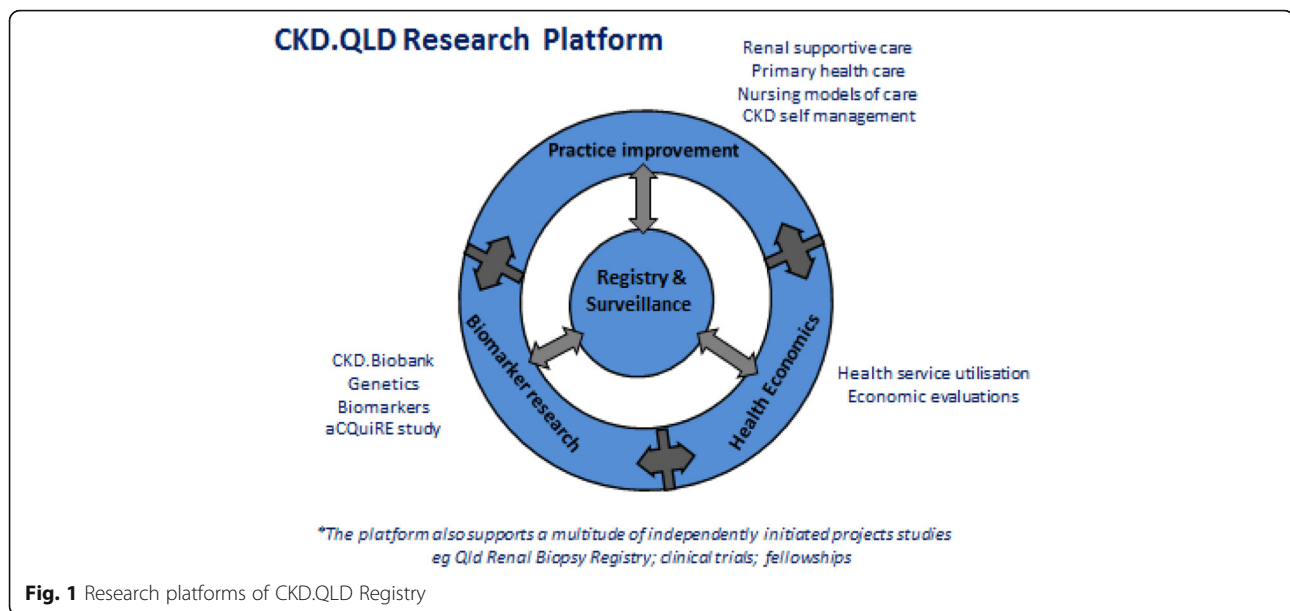 CKD.QLD Research Platform
Renal supportive care
Primary health care
Nursing models of care
CKD self management
Practice improvement
Registry &
Surveillance
Biomarker research
Health Economics
CKD.Biobank
Genetics
Biomarkers
aCQuiRE study
Health service utilisation
Economic evaluations
*The platform also supports a multitude of independently initiated projects studies
eg Qld Renal Biopsy Registry; clinical trials; fellowships
Fig. 1 Research platforms of CKD.QLD Registry